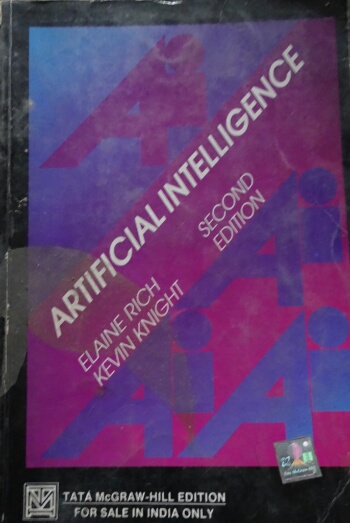 ARTIFICIAL INTELLIGENCE
SECOND
EDITION
ELAINE RICH
KEVIN KNIGHT
TATA McGRAW-HILL EDITION
FOR SALE IN INDIA ONLY